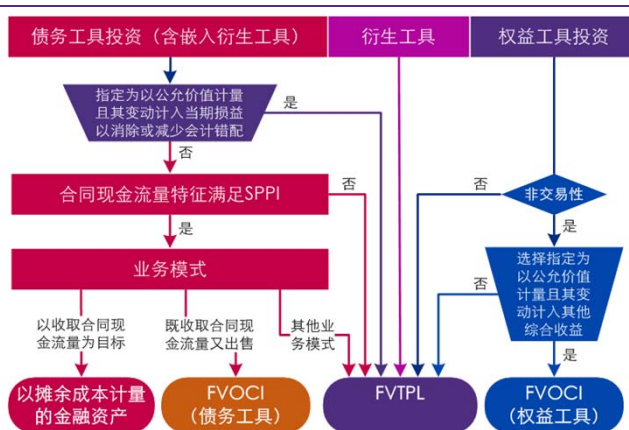 债务工具投资（含嵌入衍生工具）
衍生工具
权益工具投资
指定为以公允价值计量
且其变动计入当期损益
以消除或减少会计错配
是
否
合同现金流量特征满足SPPI
否
否
非交易性
是
是
业务模式
选择指定为
以公允价值
计量且其变
动计入其他
综合收益
否
以收取合同现
金流量为目标
既收取合同现
金流量又出售
其他业
务模式
是
以摊余成本计量
的金融资产
FVOCI
（债务工具）
FVTPL
FVOCI
（权益工具）